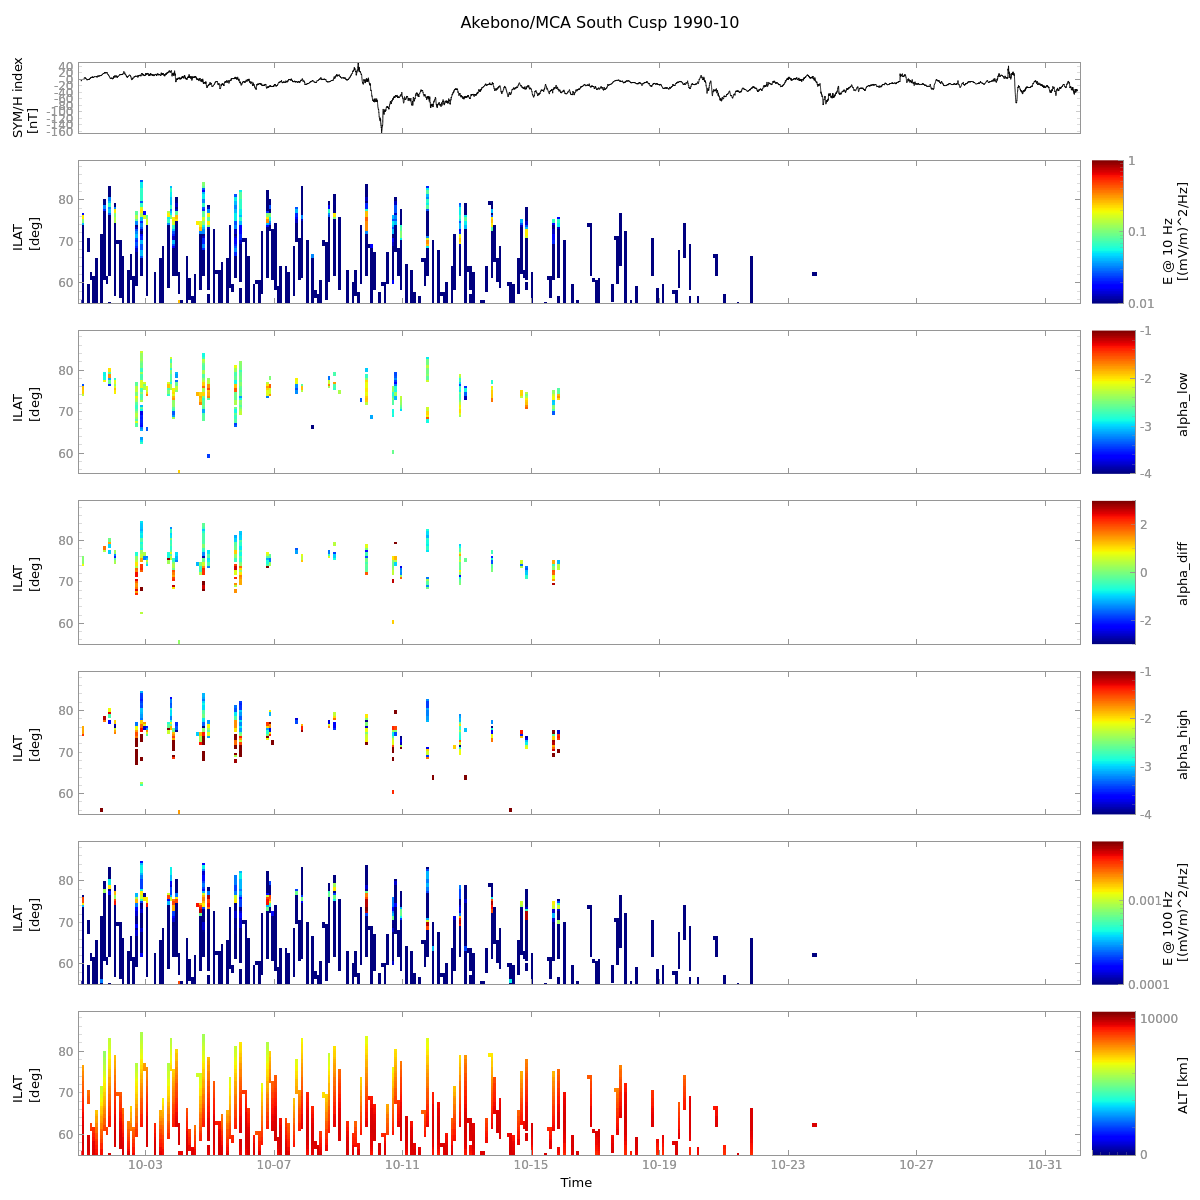 Akebono/MCA South Cusp 1990-10
SYM/H index
[nT]
40
20
0
-20
-40
-60
-80
-100
-120
-140
-160
ILAT
[deg]
80
70
60
1
0.1
0.01
E @ 10 Hz
[(mV/m)^2/Hz]
ILAT
[deg]
80
70
60
-1
-2
-3
-4
alpha_low
ILAT
[deg]
80
70
60
2
0
-2
alpha_diff
ILAT
[deg]
80
70
60
-1
-2
-3
-4
alpha_high
ILAT
[deg]
80
70
60
0.001
0.0001
E @ 100 Hz
[(mV/m)^2/Hz]
ILAT
[deg]
80
70
60
10000
0
ALT [km]
10-03 10-07 10-11 10-15 10-19 10-23 10-27 10-31
Time